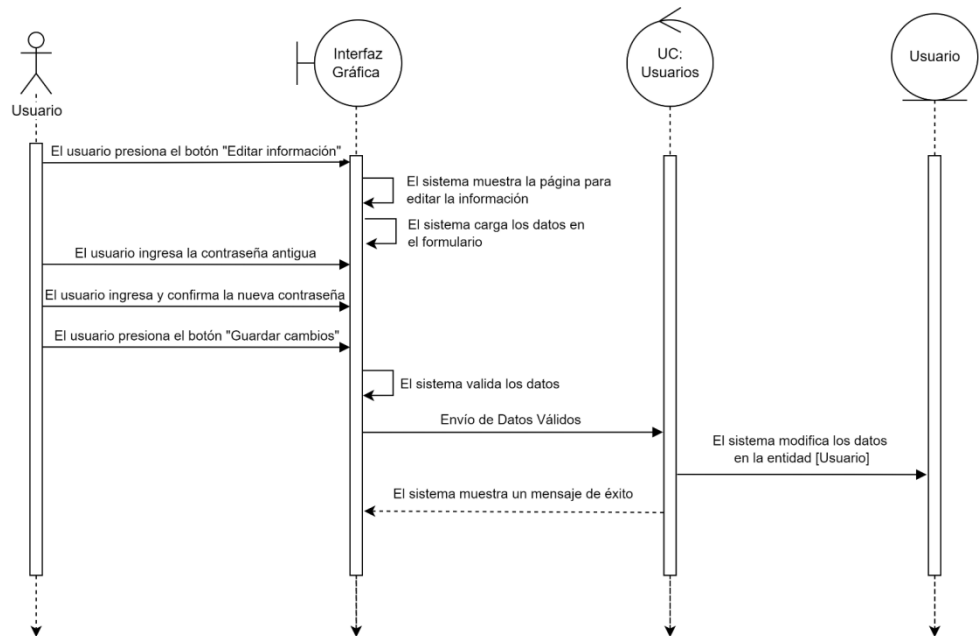 Usuario
Interfaz
Gráfica
UC:
Usuarios
Usuario
El usuario presiona el botón "Editar información"
El sistema muestra la página para
editar la información
El sistema carga los datos en
el formulario
El usuario ingresa la contraseña antigua
El usuario ingresa y confirma la nueva contraseña
El usuario presiona el botón "Guardar cambios"
El sistema valida los datos
Envío de Datos Válidos
El sistema modifica los datos
en la entidad [Usuario]
El sistema muestra un mensaje de éxito